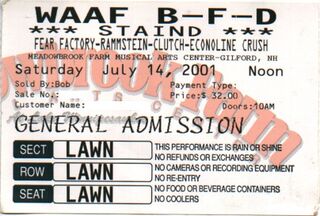 WAAF B-F-D
*** STAIND ***
FEAR FACTORY-RAMMSTEIN-CLUTCH-ECONOLINE CRUSH
MEADOWBROOK FARM MUSICAL ARTS CENTER-GILFORD, NH
Saturday July 14, 2001 Noon
Sold By:Bob Payment Type:
Sale No.: Price:$ 32.00
Customer Name: Doors:10AM
GENERAL ADMISSION
SECT LAWN THIS PERFORMANCE IS RAIN OR SHINE
NO REFUNDS OR EXCHANGES
ROW LAWN NO CAMERAS OR RECORDING EQUIPMENT
NO RE-ENTRY
SEAT LAWN NO FOOD OR BEVERAGE CONTAINERS
NO COOLERS